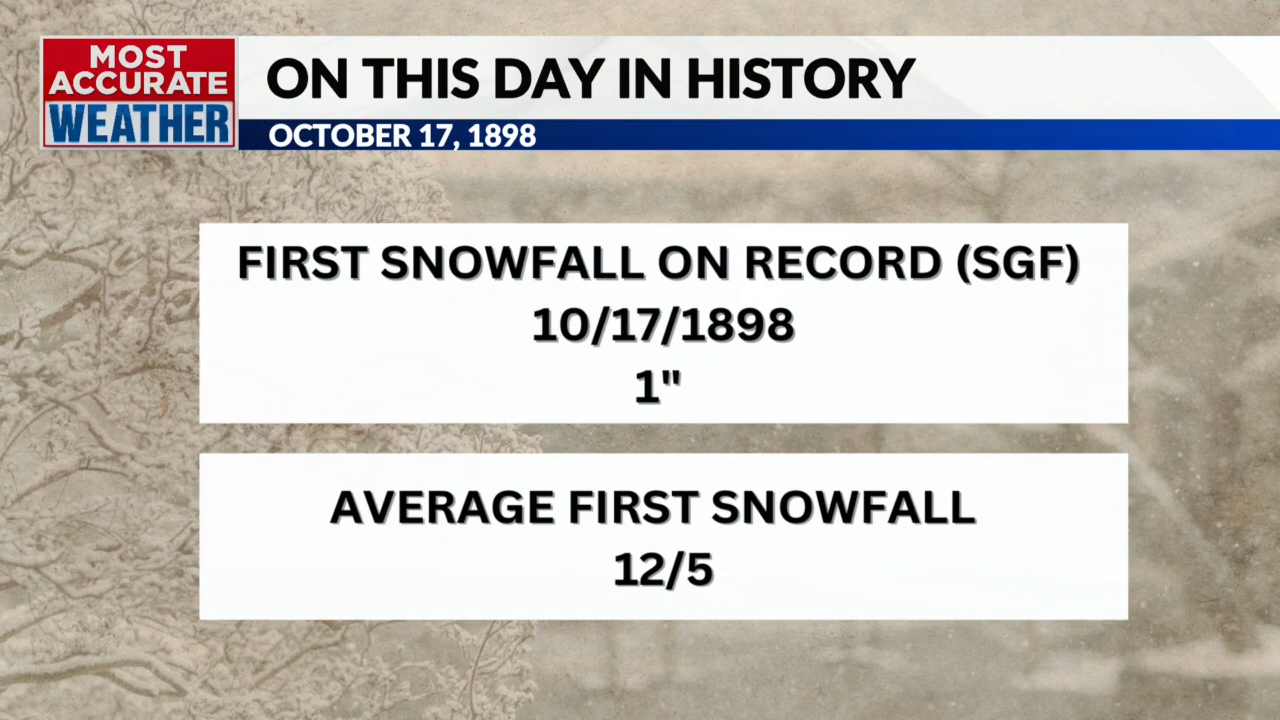 MOST
ACCURATE
WEATHER
ON THIS DAY IN HISTORY
OCTOBER 17, 1898
FIRST SNOWFALL ON RECORD (SGF)
10/17/1898
1"
AVERAGE FIRST SNOWFALL
12/5